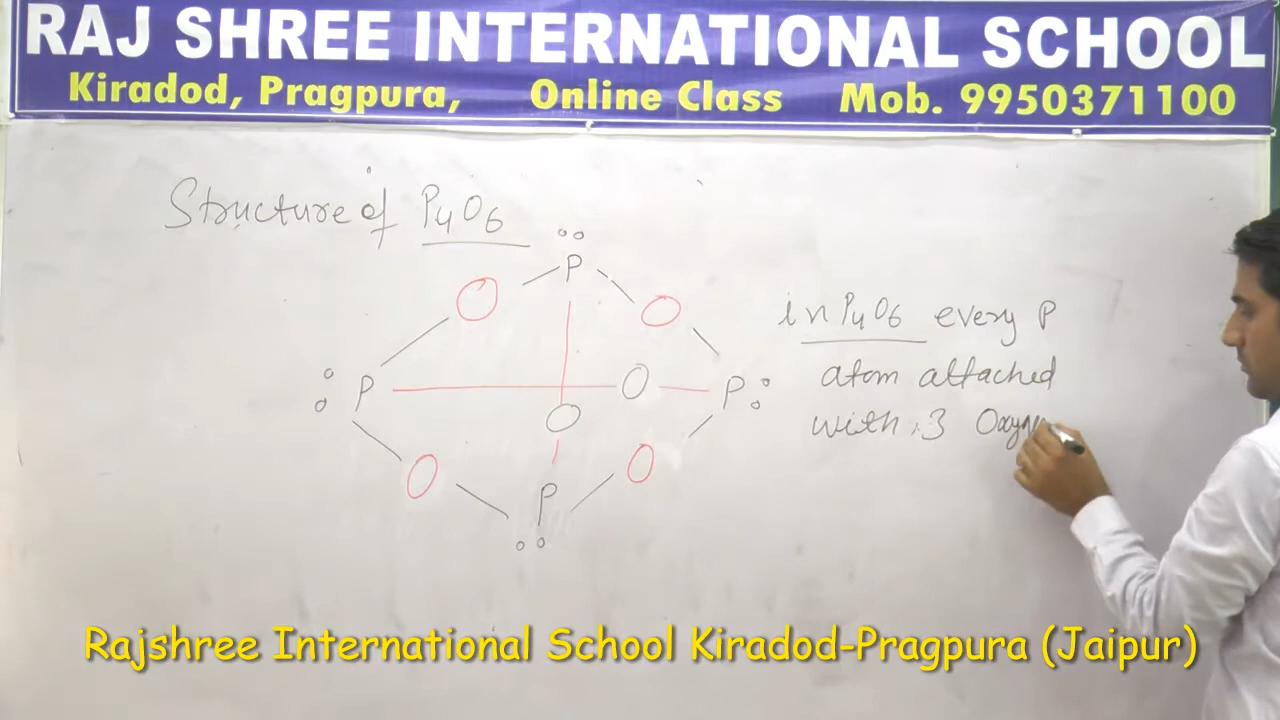 RAJ SHREE INTERNATIONAL SCHOOL
Kiradod, Pragpura, Online Class Mob. 9950371100
Structure of P4O6
P
O O
P O P
O
O O
P
in P4O6 every P
atom attached
with 3
Rajshree International School Kiradod-Pragpura (Jaipur)